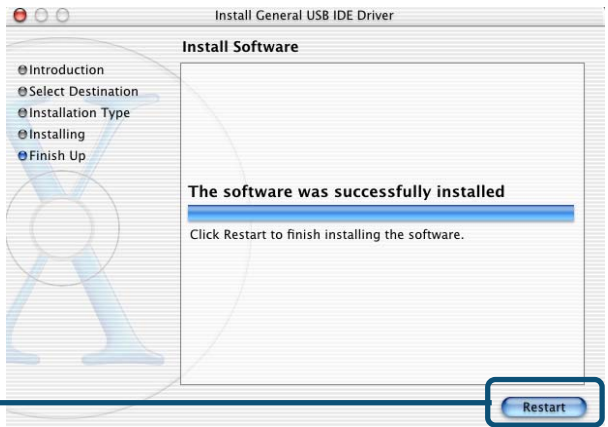 Install General USB IDE Driver
Install Software
Introduction
Select Destination
Installation Type
Installing
Finish Up
The software was successfully installed
Click Restart to finish installing the software.
Restart